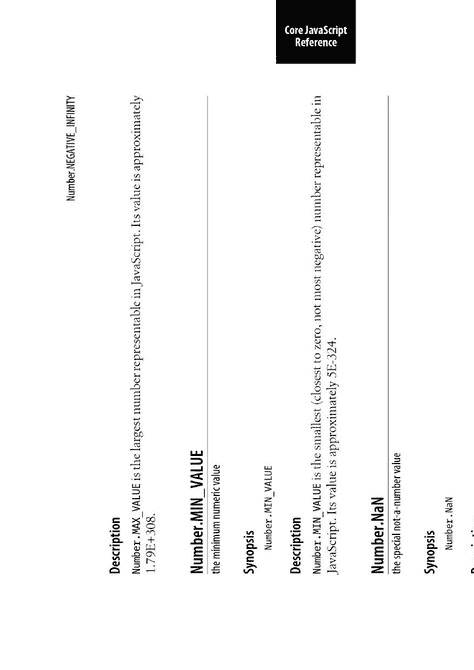 Core JavaScript
Reference
Number.NEGATIVE_INFINITY
Description
Number.MAX_VALUE is the largest number representable in JavaScript. Its value is approximately
1.79E+308.
Number.MIN_VALUE
the minimum numeric value
Synopsis
Number.MIN_VALUE
Description
Number.MIN_VALUE is the smallest (closest to zero, not most negative) number representable in
JavaScript. Its value is approximately 5E-324.
Number.NaN
the special not-a-number value
Synopsis
Number.NaN